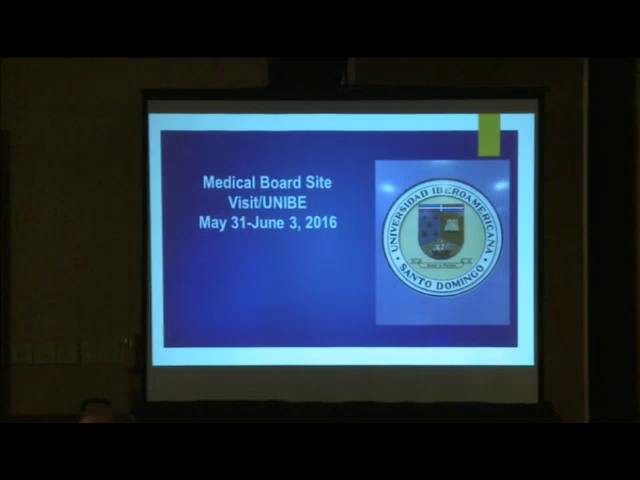 Medical Board Site
Visit/UNIBE
May 31-June 3, 2016
UNIVERSIDAD IBEROAMERICANA
SANTO DOMINGO